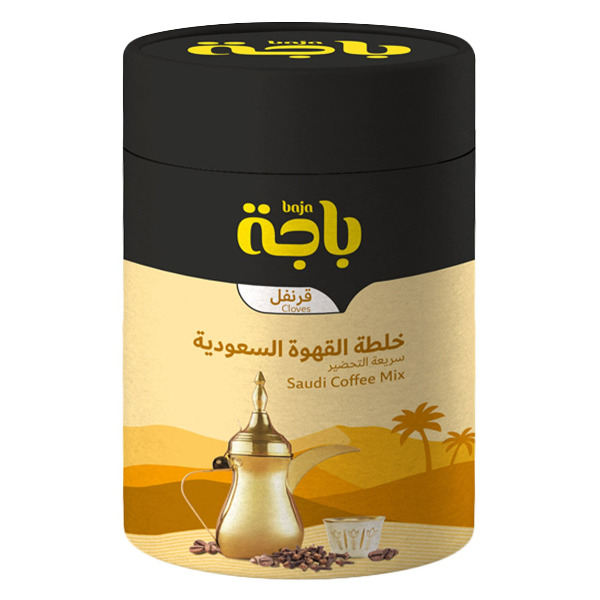 baja
باجة
baja
باجة
قرنفل
Cloves
خلطة القهوة السعودية
سريعة التحضير
Saudi Coffee Mix